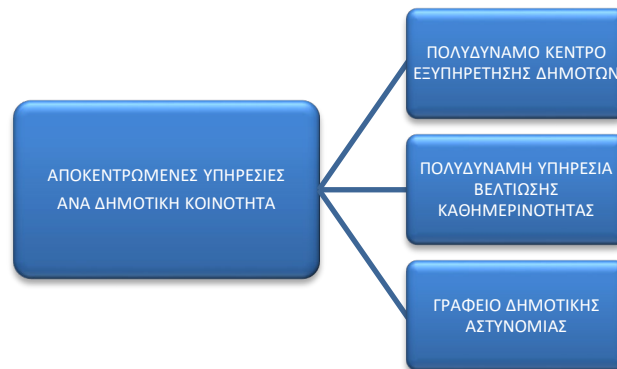 ΑΠΟΚΕΝΤΡΩΜΕΝΕΣ ΥΠΗΡΕΣΙΕΣ
ΑΝΑ ΔΗΜΟΤΙΚΗ ΚΟΙΝΟΤΗΤΑ
ΠΟΛΥΔΥΝΑΜΟ ΚΕΝΤΡΟ
ΕΞΥΠΗΡΕΤΗΣΗΣ ΔΗΜΟΤΩΝ
ΠΟΛΥΔΥΝΑΜΗ ΥΠΗΡΕΣΙΑ
ΒΕΛΤΙΩΣΗΣ
ΚΑΘΗΜΕΡΙΝΟΤΗΤΑΣ
ΓΡΑΦΕΙΟ ΔΗΜΟΤΙΚΗΣ
ΑΣΤΥΝΟΜΙΑΣ